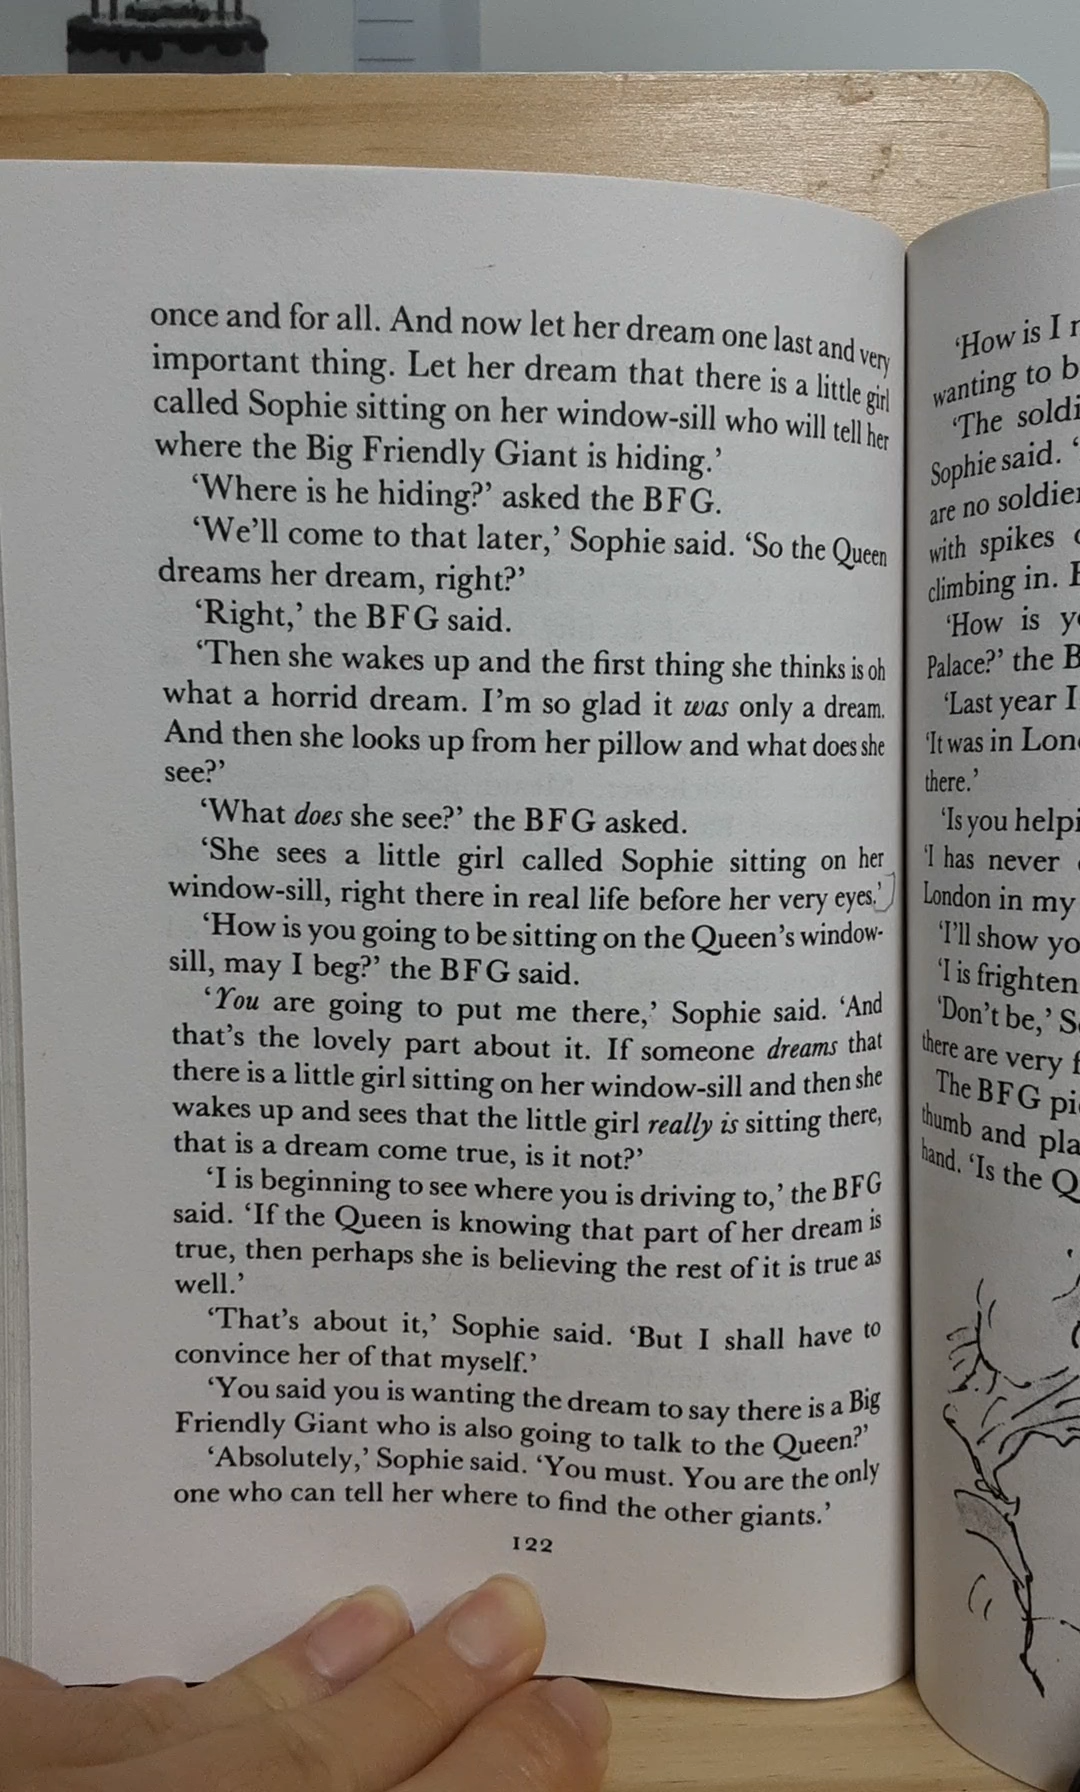 once and for all. And now let her dream one last and very
important thing. Let her dream that there is a little girl
called Sophie sitting on her window-sill who will tell her
where the Big Friendly Giant is hiding.’
‘Where is he hiding?’ asked the BFG.
‘We’ll come to that later,’ Sophie said. ‘So the Queen
dreams her dream, right?’
‘Right,’ the BFG said.
‘Then she wakes up and the first thing she thinks is oh
what a horrid dream. I’m so glad it was only a dream.
And then she looks up from her pillow and what does she
see?’
‘What does she see?’ the BFG asked.
‘She sees a little girl called Sophie sitting on her
window-sill, right there in real life before her very eyes.’
‘How is you going to be sitting on the Queen’s window-
sill, may I beg?’ the BFG said.
‘You are going to put me there,’ Sophie said. ‘And
that’s the lovely part about it. If someone dreams that
there is a little girl sitting on her window-sill and then she
wakes up and sees that the little girl really is sitting there,
that is a dream come true, is it not?’
‘I is beginning to see where you is driving to,’ the BFG
said. ‘If the Queen is knowing that part of her dream is
true, then perhaps she is believing the rest of it is true as
well.’
‘That’s about it,’ Sophie said. ‘But I shall have to
convince her of that myself.’
‘You said you is wanting the dream to say there is a Big
Friendly Giant who is also going to talk to the Queen?’
‘Absolutely,’ Sophie said. ‘You must. You are the only
one who can tell her where to find the other giants.’
122
‘How is I
wanting to
‘The
Sophie said. ‘
are no
with spikes
climbing in.
‘How is
Palace?’ the
‘Last year I
‘It was in
there.’
‘Is you
‘I has never
London in my
‘I’ll show
‘I is
‘Don’t be,’
there are very
The BFG
thumb and
hand. ‘Is the